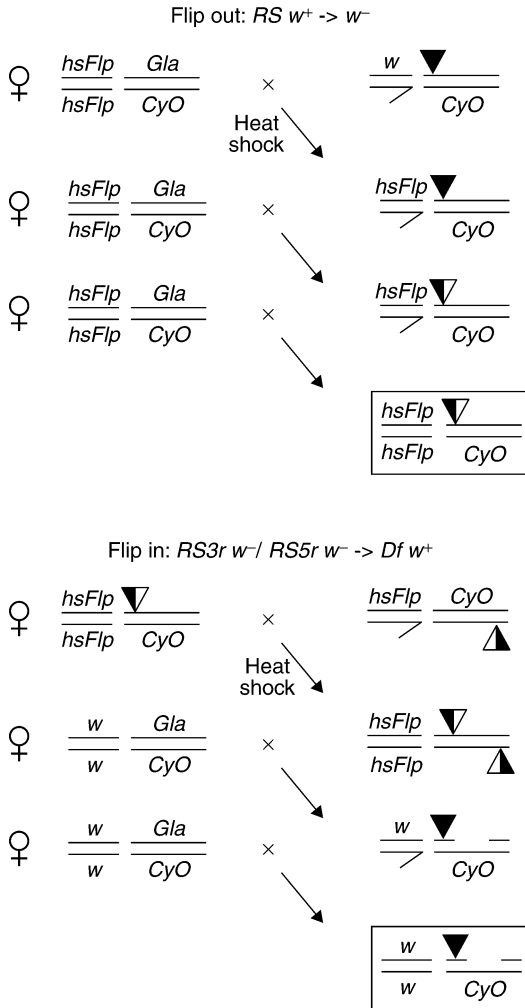 Flip out: RS w⁺ -> w⁻
♀ hsFlp Gla × w
hsFlp CyO CyO
Heat
shock
♀ hsFlp Gla × hsFlp
hsFlp CyO CyO
♀ hsFlp Gla × hsFlp
hsFlp CyO CyO
hsFlp
hsFlp CyO
Flip in: RS3r w⁻/ RS5r w⁻ -> Df w⁺
♀ hsFlp × hsFlp CyO
hsFlp CyO
Heat
shock
♀ w Gla × hsFlp
w CyO hsFlp
♀ w Gla × w
w CyO CyO
w
w CyO